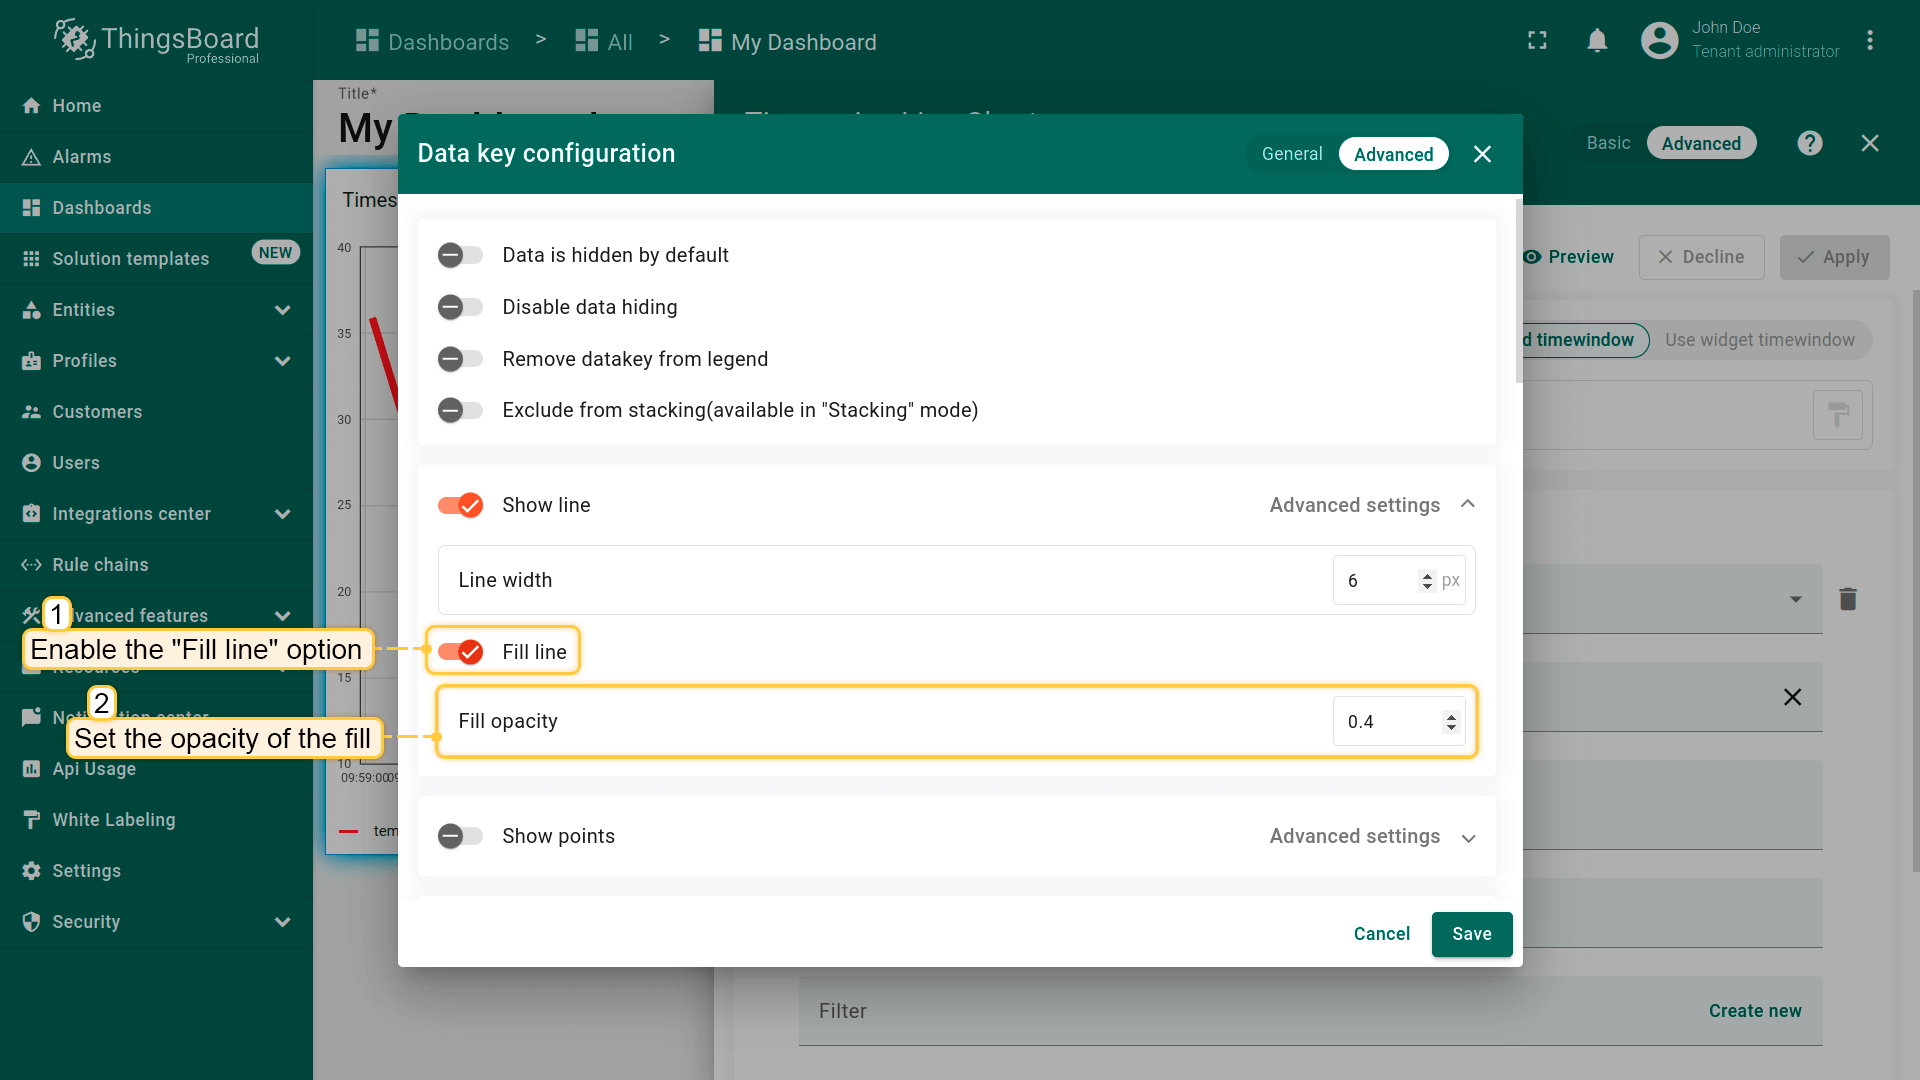 ThingsBoard
Professional
Dashboards > All > My Dashboard
John Doe
Tenant administrator
Home
Alarms
Dashboards
Solution templates NEW
Entities
Profiles
Customers
Users
Integrations center
Rule chains
1
vanced features
Enable the "Fill line" option
2
Set the opacity of the fill
Api Usage
White Labeling
Settings
Security
Title*
My
Times
40
35
30
25
20
15
10
09:59:00
tem
Basic Advanced ?
Preview Decline Apply
d timewindow Use widget timewindow
Data key configuration
General Advanced
Data is hidden by default
Disable data hiding
Remove datakey from legend
Exclude from stacking(available in "Stacking" mode)
Show line Advanced settings
Line width 6 px
Fill line
Fill opacity 0.4
Show points Advanced settings
Cancel Save
Filter Create new